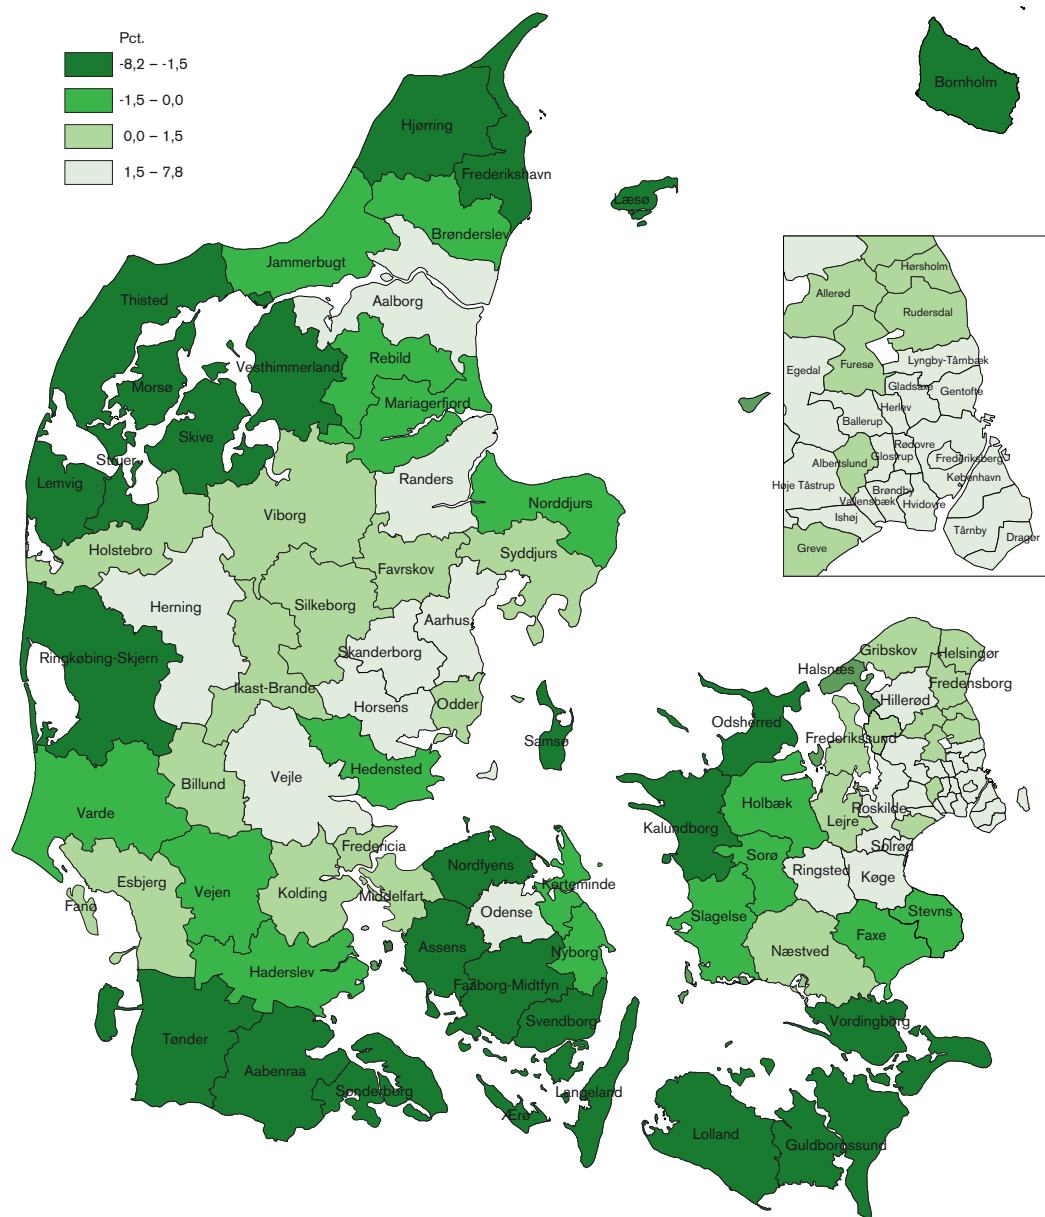 Pct.
-8,2 – -1,5
-1,5 – 0,0
0,0 – 1,5
1,5 – 7,8
Bornholm
Hjørring
Frederikshavn
Læsø
Brønderslev
Jammerbugt
Thisted
Aalborg
Vesthimmerland
Rebild
Morsø
Mariagerfjord
Skive
Struer
Lemvig
Randers
Norddjurs
Viborg
Holstebro
Syddjurs
Favrskov
Herning
Silkeborg
Aarhus
Skanderborg
Ringkøbing-Skjern
Ikast-Brande
Horsens
Odder
Samsø
Hedensted
Vejle
Billund
Varde
Fredericia
Esbjerg
Vejen
Kolding
Middelfart
Fanø
Nordfyens
Kerteminde
Odense
Assens
Nyborg
Haderslev
Faaborg-Midtfyn
Svendborg
Tønder
Aabenraa
Sønderborg
Langeland
Ærø
Hørsholm
Allerød
Rudersdal
Lyngby-Tårnbæk
Furesø
Egedal
Gladsaxe
Gentofte
Herlev
Ballerup
Rødovre
Glostrup
Frederiksberg
Albertslund
København
Høje Tåstrup
Brøndby
Vallensbæk
Hvidovre
Ishøj
Tårnby
Dragør
Greve
Gribskov
Helsingør
Halsnæs
Fredensborg
Hillerød
Odsherred
Frederikssund
Holbæk
Roskilde
Kalundborg
Lejre
Solrød
Sorø
Ringsted
Køge
Slagelse
Stevns
Faxe
Næstved
Vordingborg
Lolland
Guldborgssund